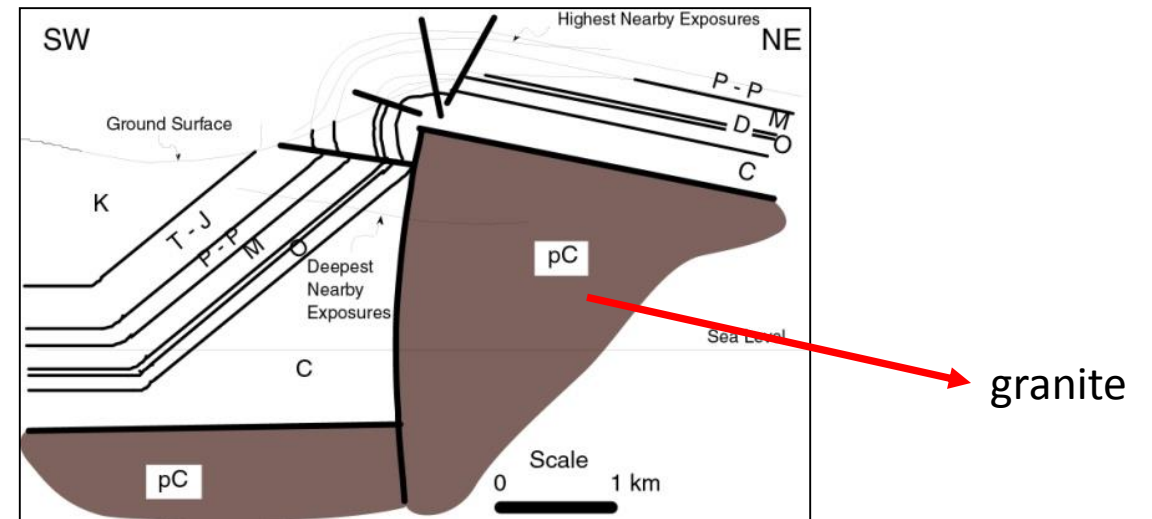 SW
Highest Nearby Exposures
NE
P - P
M
D
O
C
Ground Surface
K
T - J
P - P
M
O
Deepest
Nearby
Exposures
pC
Sea Level
C
granite
pC
Scale
0 1 km